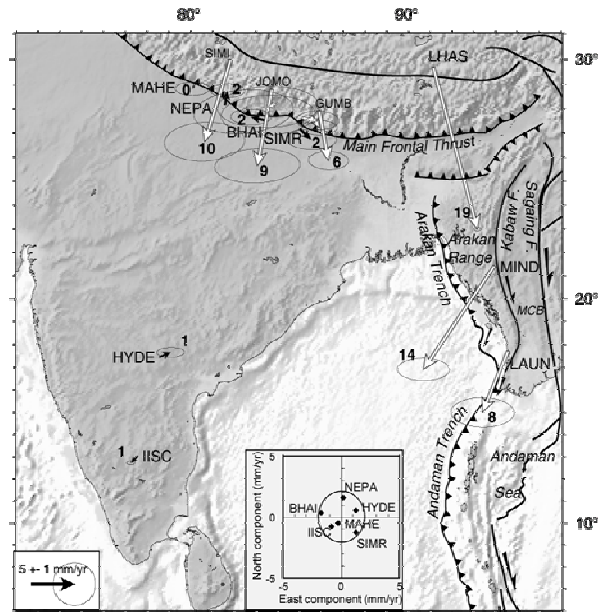 80° 90°
30°
SIMI
LHAS
MAHE 0 2 JOMO
NEPA
GUMB
2
BHAI SIMR 2
Main Frontal Thrust
10
9
6
19
Arakan
Range
Arakan Trench
Kabaw F.
Sagaing F.
MIND
20°
MCB
HYDE 1
14
LAUN
8
1 IISC
Andaman Trench
Andaman
Sea
10°
5 +- 1 mm/yr
North component (mm/yr)
5
0
-5
NEPA
BHAI HYDE
IISC MAHE
SIMR
-5 0 5
East component (mm/yr)